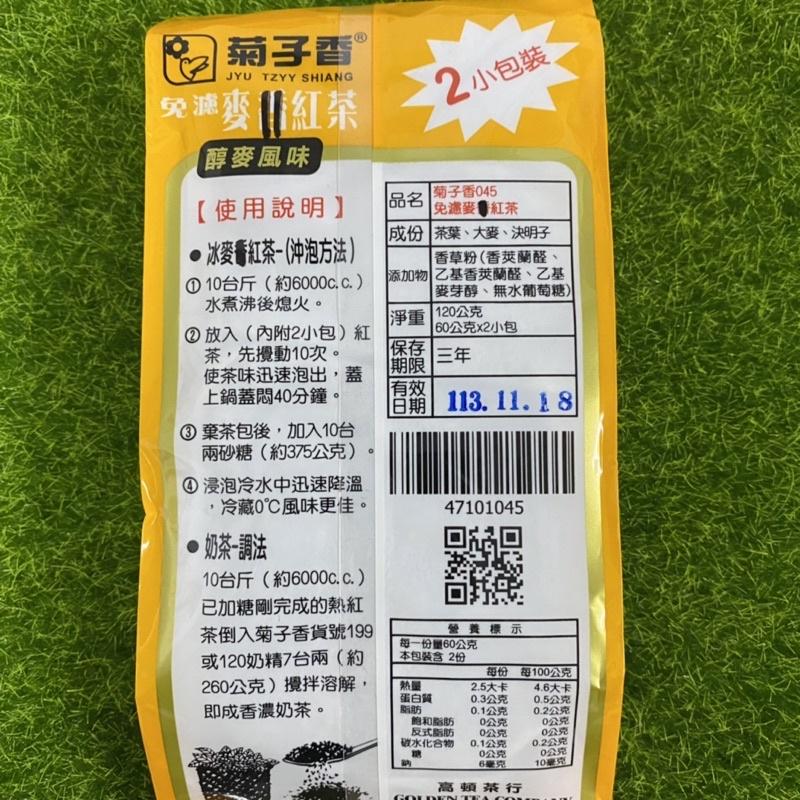 菊子香®
JYU TZYY SHIANG
2小包裝
免濾麥香紅茶
醇麥風味
【使用說明】
●冰麥香紅茶-(沖泡方法)
①10台斤(約6000c.c.)
水煮沸後熄火。
②放入(內附2小包)紅
茶,先攪動10次。
使茶味迅速泡出,蓋
上鍋蓋悶40分鐘。
③棄茶包後,加入10台
兩砂糖(約375公克)。
④浸泡冷水中迅速降溫
,冷藏0℃風味更佳。
●奶茶-調法
10台斤(約6000c.c.)
已加糖剛完成的熱紅
茶倒入菊子香貨號199
或120奶精7台兩(約
260公克)攪拌溶解,
即成香濃奶茶。
品名 菊子香045
免濾麥 紅茶
成份 茶葉、大麥、決明子
添加物 香草粉(香莢蘭醛、
乙基香莢蘭醛、乙基
麥芽醇、無水葡萄糖)
淨重 120公克
60公克x2小包
保存期限 三年
有效日期 113.11.18
47101045
營養標示
每一份量60公克
本包裝含 2份
每份 每100公克
熱量 2.5大卡 4.6大卡
蛋白質 0.3公克 0.5公克
脂肪 0.1公克 0.2公克
飽和脂肪 0公克 0公克
反式脂肪 0公克 0公克
碳水化合物 0.1公克 0.2公克
糖 0公克 0公克
鈉 6毫克 10毫克
高頓茶行
GOLDEN TEA COMPANY